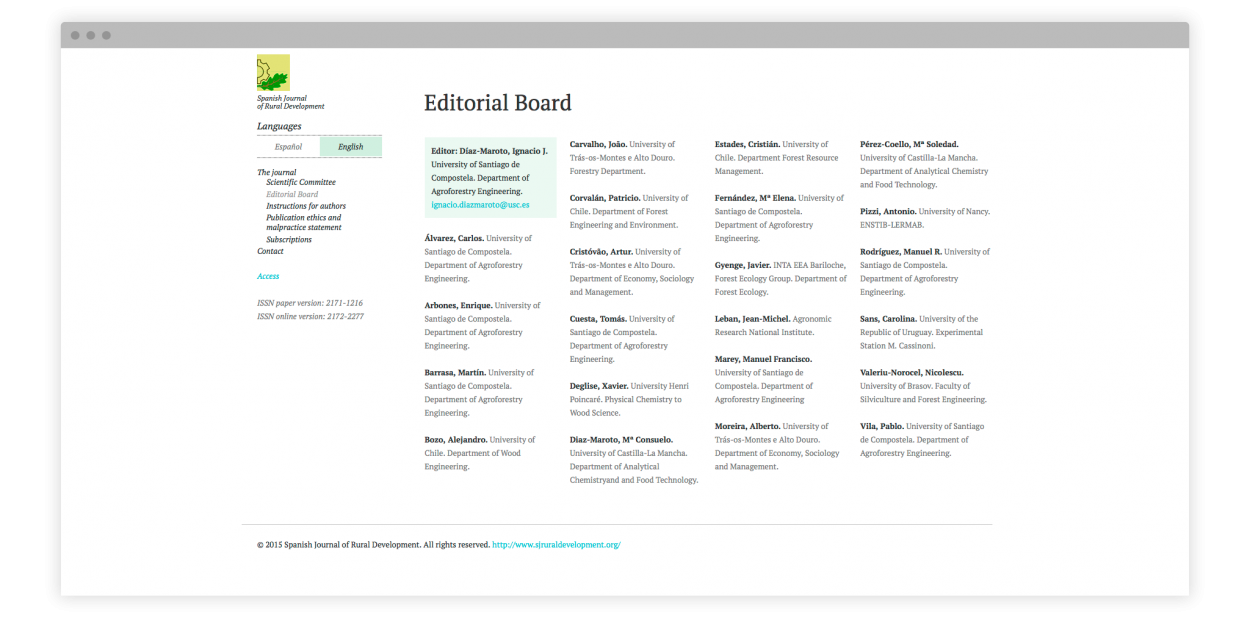 Spanish Journal
of Rural Development
Languages
Español
English
The journal
Scientific Committee
Editorial Board
Instructions for authors
Publication ethics and
malpractice statement
Subscriptions
Contact
Access
ISSN paper version: 2171-1216
ISSN online version: 2172-2277
Editorial Board
Editor: Díaz-Maroto, Ignacio J.
University of Santiago de
Compostela. Department of
Agroforestry Engineering.
ignacio.diazmaroto@usc.es
Álvarez, Carlos. University of
Santiago de Compostela.
Department of Agroforestry
Engineering.
Arbones, Enrique. University of
Santiago de Compostela.
Department of Agroforestry
Engineering.
Barrasa, Martín. University of
Santiago de Compostela.
Department of Agroforestry
Engineering.
Bozo, Alejandro. University of
Chile. Department of Wood
Engineering.
Carvalho, João. University of
Trás-os-Montes e Alto Douro.
Forestry Department.
Corvalán, Patricio. University of
Chile. Department of Forest
Engineering and Environment.
Cristóvão, Artur. University of
Trás-os-Montes e Alto Douro.
Department of Economy, Sociology
and Management.
Cuesta, Tomás. University of
Santiago de Compostela.
Department of Agroforestry
Engineering.
Deglise, Xavier. University Henri
Poincaré. Physical Chemistry to
Wood Science.
Díaz-Maroto, Mª Consuelo.
University of Castilla-La Mancha.
Department of Analytical
Chemistryand and Food Technology.
Estades, Cristián. University of
Chile. Department Forest Resource
Management.
Fernández, Mª Elena. University of
Santiago de Compostela.
Department of Agroforestry
Engineering.
Gyenge, Javier. INTA EEA Bariloche,
Forest Ecology Group. Department of
Forest Ecology.
Leban, Jean-Michel. Agronomic
Research National Institute.
Marey, Manuel Francisco.
University of Santiago de
Compostela. Department of
Agroforestry Engineering
Moreira, Alberto. University of
Trás-os-Montes e Alto Douro.
Department of Economy, Sociology
and Management.
Pérez-Coello, Mª Soledad.
University of Castilla-La Mancha.
Department of Analytical Chemistry
and Food Technology.
Pizzi, Antonio. University of Nancy.
ENSTIB-LERMAB.
Rodríguez, Manuel R. University of
Santiago de Compostela.
Department of Agroforestry
Engineering.
Sans, Carolina. University of the
Republic of Uruguay. Experimental
Station M. Cassinoni.
Valeriu-Norocel, Nicolescu.
University of Brasov. Faculty of
Silviculture and Forest Engineering.
Vila, Pablo. University of Santiago
de Compostela. Department of
Agroforestry Engineering.
© 2015 Spanish Journal of Rural Development. All rights reserved. http://www.sjruraldevelopment.org/